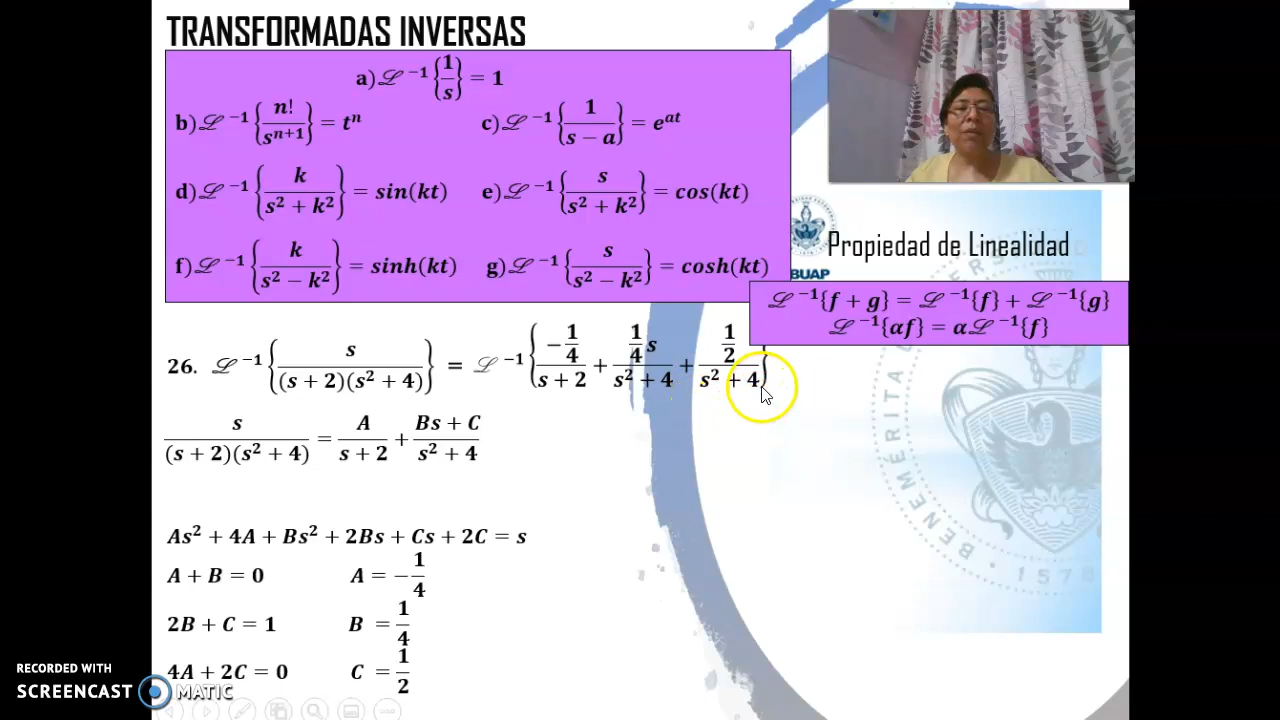 TRANSFORMADAS INVERSAS
a) ℒ⁻¹{1/s} = 1
b) ℒ⁻¹{n!/sⁿ⁺¹} = tⁿ
c) ℒ⁻¹{1/(s − a)} = eᵃᵗ
d) ℒ⁻¹{k/(s² + k²)} = sin(kt)
e) ℒ⁻¹{s/(s² + k²)} = cos(kt)
f) ℒ⁻¹{k/(s² − k²)} = sinh(kt)
g) ℒ⁻¹{s/(s² − k²)} = cosh(kt)
BUAP
Propiedad de Linealidad
ℒ⁻¹{f + g} = ℒ⁻¹{f} + ℒ⁻¹{g}
ℒ⁻¹{αf} = αℒ⁻¹{f}
26. ℒ⁻¹{s/((s + 2)(s² + 4))} = ℒ⁻¹{(−1/4)/(s + 2) + (1/4 s)/(s² + 4) + (1/2)/(s² + 4)}
s/((s + 2)(s² + 4)) = A/(s + 2) + (Bs + C)/(s² + 4)
As² + 4A + Bs² + 2Bs + Cs + 2C = s
A + B = 0
A = −1/4
2B + C = 1
B = 1/4
4A + 2C = 0
C = 1/2
RECORDED WITH
SCREENCAST MATIC